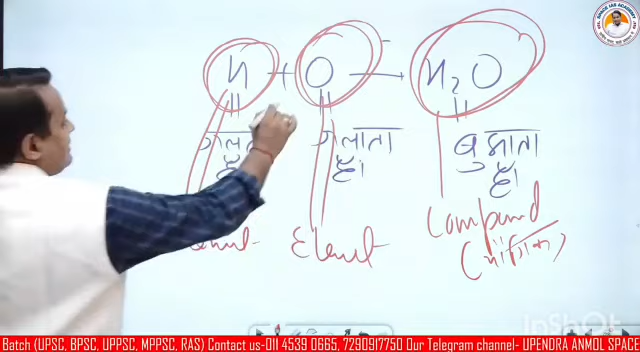 H + O → H₂O
जलता है। जलाता है। बुझाता है।
Element Compound
(यौगिक)
InShOt
Batch (UPSC, BPSC, UPPSC, MPPSC, RAS) Contact us-011 4539 0665, 7290917750 Our Telegram channel- UPENDRA ANMOL SPACE